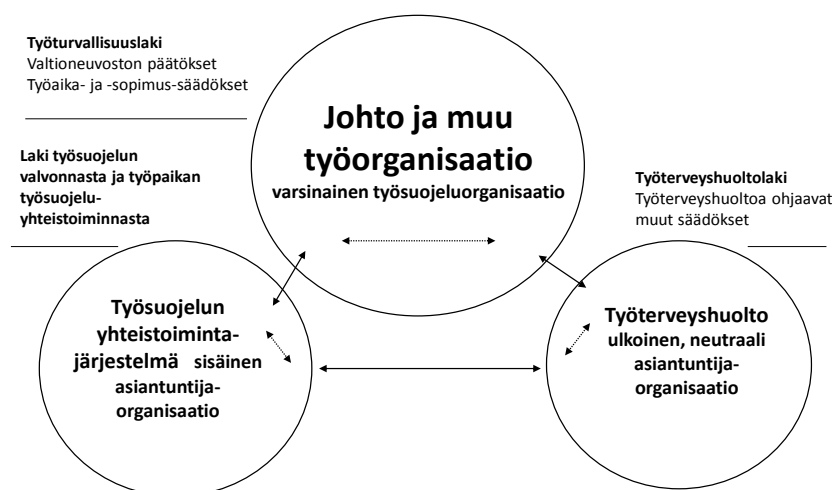 Työturvallisuuslaki
Valtioneuvoston päätökset
Työaika- ja -sopimus-säädökset
Johto ja muu
työorganisaatio
varsinainen työsuojeluorganisaatio
Laki työsuojelun
valvonnasta ja työpaikan
työsuojelu-
yhteistoiminnasta
Työterveyshuoltolaki
Työterveyshuoltoa ohjaavat
muut säädökset
Työsuojelun
yhteistoiminta-
järjestelmä sisäinen
asiantuntija-
organisaatio
Työterveyshuolto
ulkoinen, neutraali
asiantuntija-
organisaatio